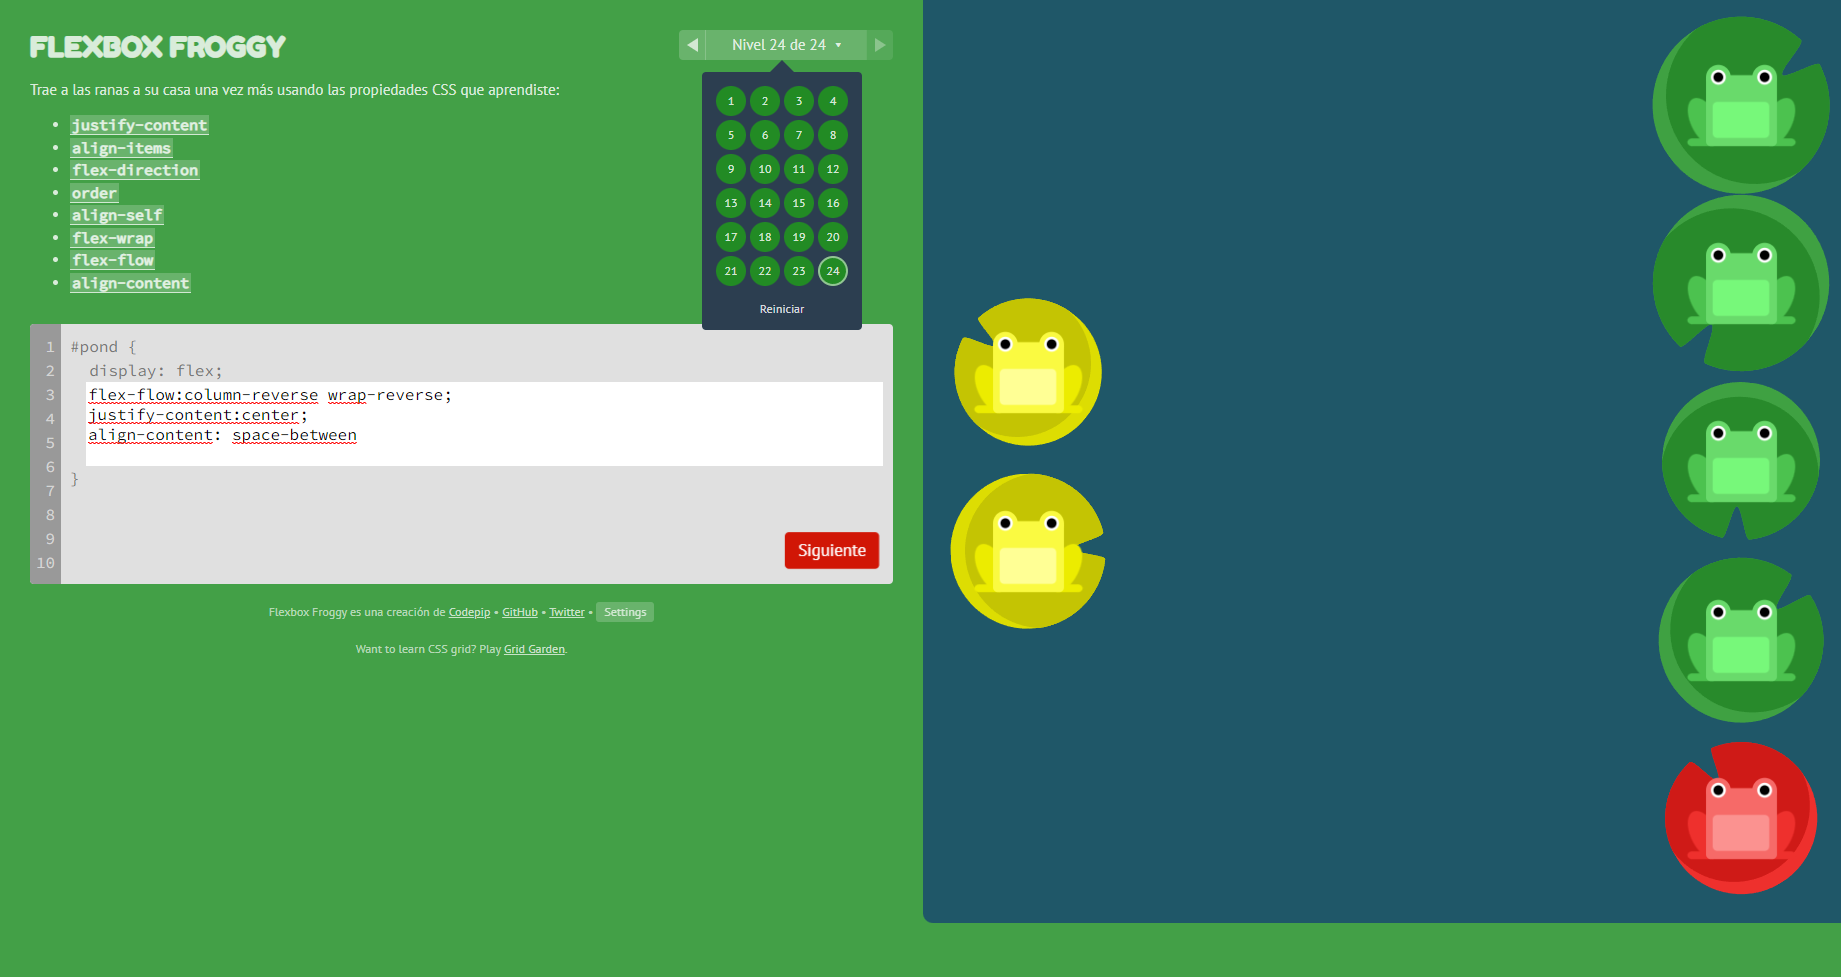 FLEXBOX FROGGY
◀ Nivel 24 de 24 ▾ ▶
Trae a las ranas a su casa una vez más usando las propiedades CSS que aprendiste:
• justify-content
• align-items
• flex-direction
• order
• align-self
• flex-wrap
• flex-flow
• align-content
1 2 3 4
5 6 7 8
9 10 11 12
13 14 15 16
17 18 19 20
21 22 23 24
Reiniciar
1 #pond {
2 display: flex;
3 flex-flow:column-reverse wrap-reverse;
4 justify-content:center;
5 align-content: space-between
6
7 }
8
9
10
Siguiente
Flexbox Froggy es una creación de Codepip • GitHub • Twitter • Settings
Want to learn CSS grid? Play Grid Garden.